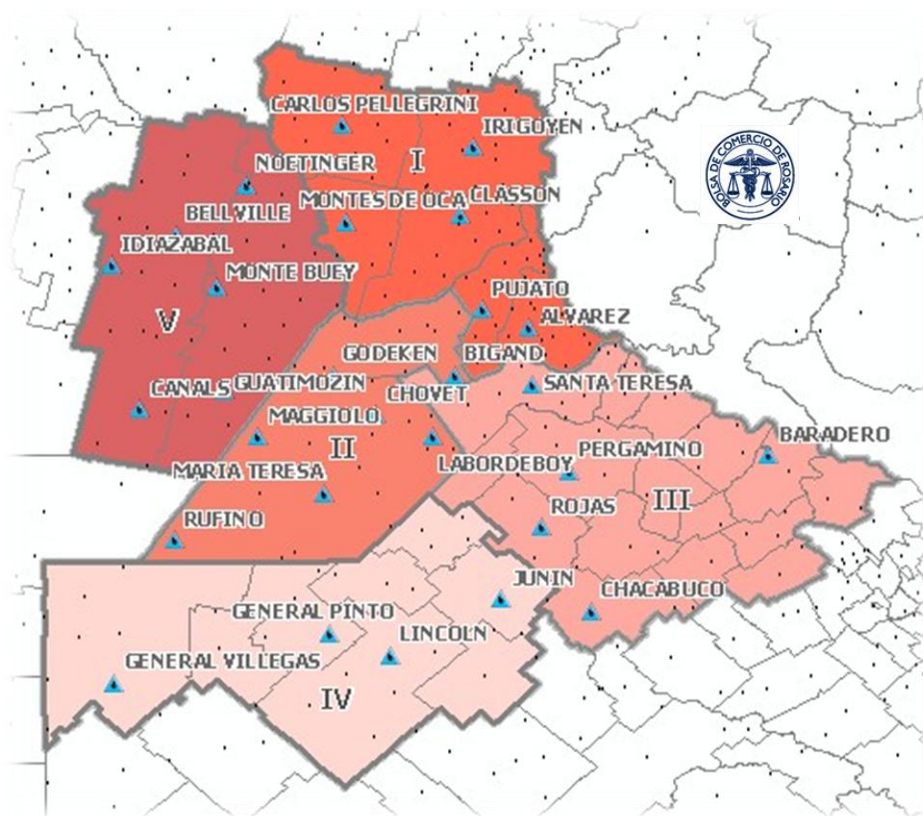 CARLOS PELLEGRINI
IRIGOYEN
I
NOETINGER
MONTES DE OCA
CLASSON
BELLVILLE
IDIAZABAL
MONTE BUEY
V
PUJATO
ALVAREZ
GODEKEN
BIGAND
CANALS
GUATIMOZIN
CHOVET
SANTA TERESA
MAGGIOLO
II
BARADERO
MARIA TERESA
LABORDEBOY
PERGAMINO
III
RUFINO
ROJAS
JUNIN
CHACABUCO
GENERAL PINTO
LINCOLN
GENERAL VILLEGAS
IV
BOLSA DE COMERCIO DE ROSARIO